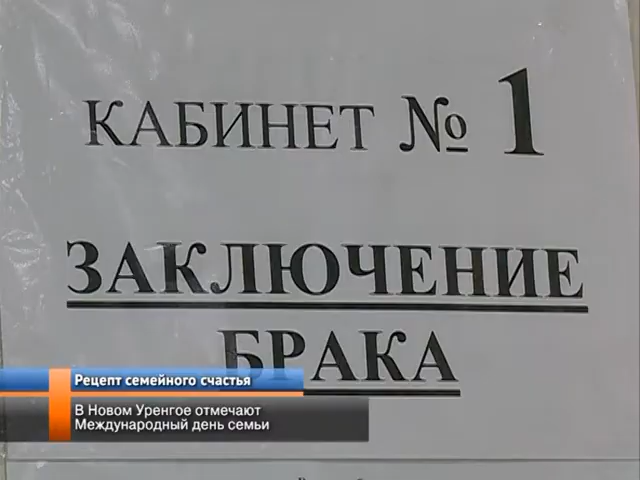 КАБИНЕТ № 1
ЗАКЛЮЧЕНИЕ
БРАКА
Рецепт семейного счастья
В Новом Уренгое отмечают
Международный день семьи